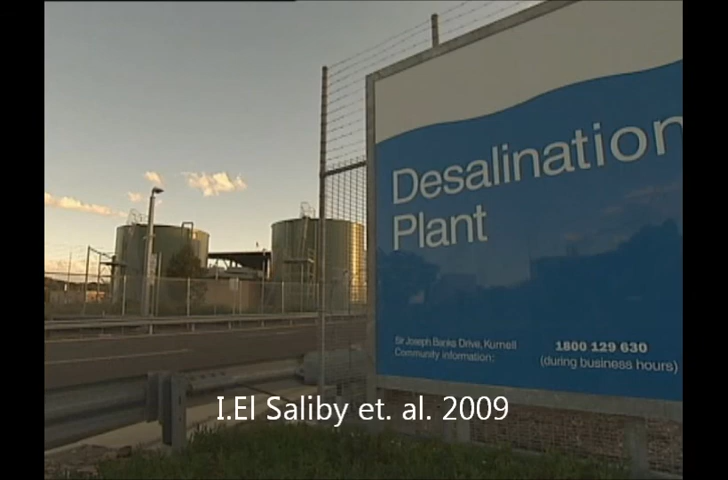 Desalination
Plant
Sir Joseph Banks Drive, Kurnell
Community information:
1800 129 630
(during business hours)
I.El Saliby et. al. 2009